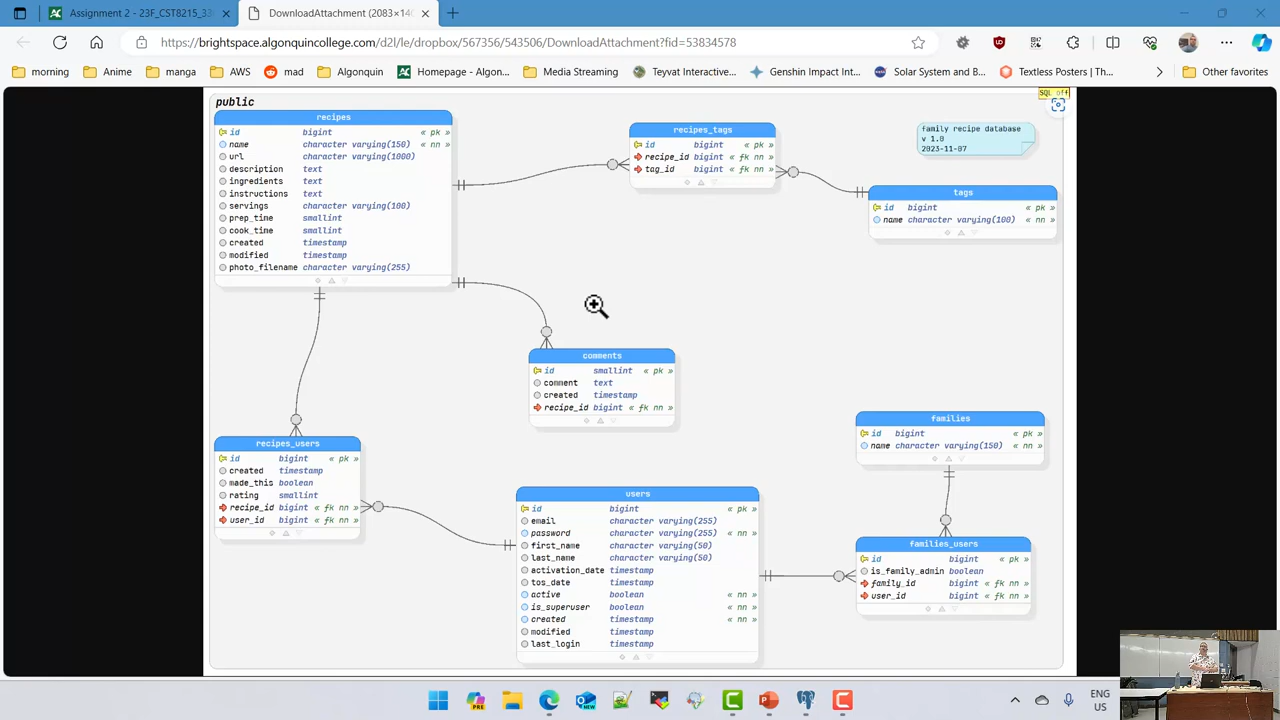 Assignment 2 - 23F_CST8215_33
DownloadAttachment (2083×140
https://brightspace.algonquincollege.com/d2l/le/dropbox/567356/543506/DownloadAttachment?fid=53834578
morning
Anime
manga
AWS
mad
Algonquin
Homepage - Algon...
Media Streaming
Teyvat Interactive...
Genshin Impact Int...
Solar System and B...
Textless Posters | Th...
Other favorites
public
SQL off
recipes
id bigint « pk »
name character varying(150) « nn »
url character varying(1000)
description text
ingredients text
instructions text
servings character varying(100)
prep_time smallint
cook_time smallint
created timestamp
modified timestamp
photo_filename character varying(255)
recipes_tags
id bigint « pk »
recipe_id bigint « fk nn »
tag_id bigint « fk nn »
family recipe database
v 1.0
2023-11-07
tags
id bigint « pk »
name character varying(100) « nn »
comments
id smallint « pk »
comment text
created timestamp
recipe_id bigint « fk nn »
families
id bigint « pk »
name character varying(150) « nn »
recipes_users
id bigint « pk »
created timestamp
made_this boolean
rating smallint
recipe_id bigint « fk nn »
user_id bigint « fk nn »
users
id bigint « pk »
email character varying(255)
password character varying(255) « nn »
first_name character varying(50)
last_name character varying(50)
activation_date timestamp
tos_date timestamp
active boolean « nn »
is_superuser boolean « nn »
created timestamp « nn »
modified timestamp
last_login timestamp
families_users
id bigint « pk »
is_family_admin boolean
family_id bigint « fk nn »
user_id bigint « fk nn »
ENG
US